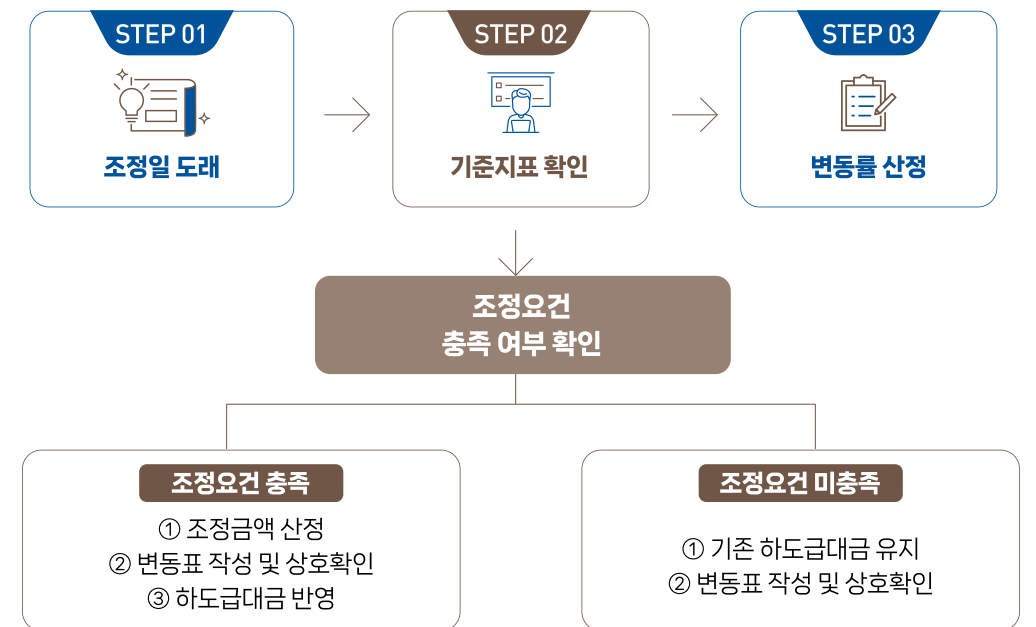 STEP 01
조정일 도래
STEP 02
기준지표 확인
STEP 03
변동률 산정
조정요건
충족 여부 확인
조정요건 충족
① 조정금액 산정
② 변동표 작성 및 상호확인
③ 하도급대금 반영
조정요건 미충족
① 기존 하도급대금 유지
② 변동표 작성 및 상호확인